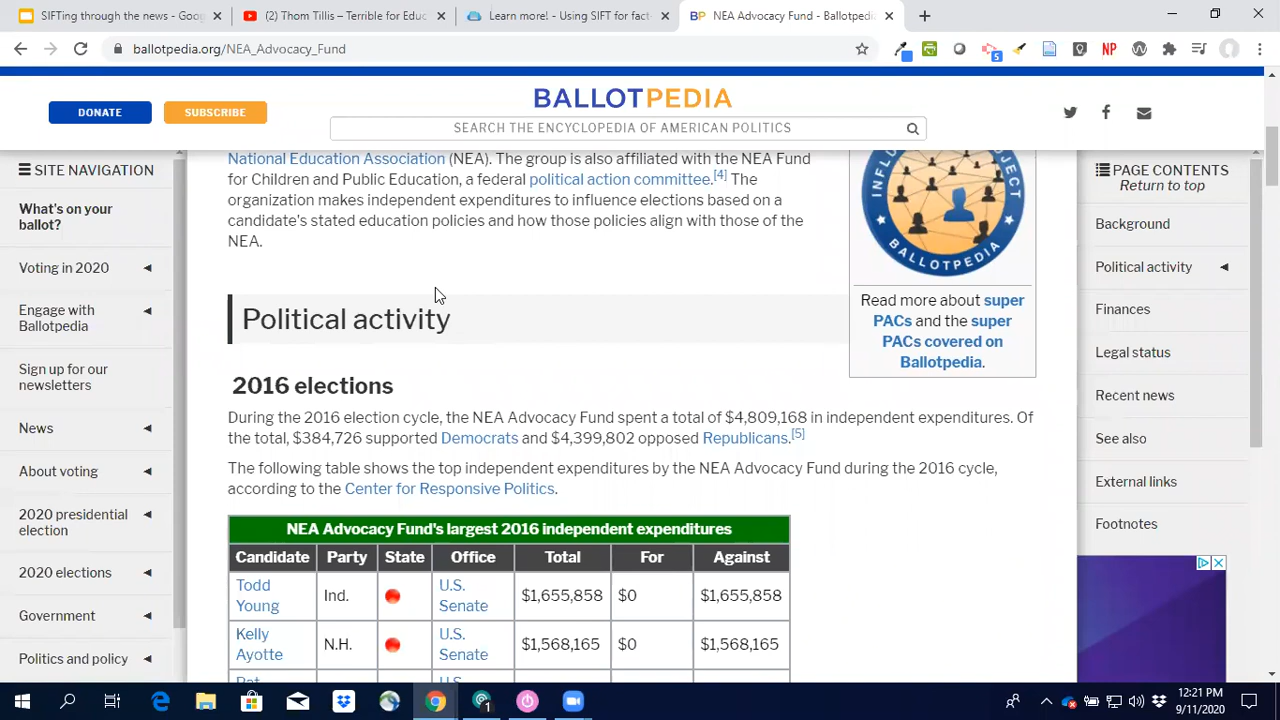 SIFTing through the news - Goog
(2) Thom Tillis – Terrible for Educ
Learn more! - Using SIFT for fact
BP NEA Advocacy Fund - Ballotpedi
ballotpedia.org/NEA_Advocacy_Fund
5
NP
DONATE
SUBSCRIBE
BALLOTPEDIA
SEARCH THE ENCYCLOPEDIA OF AMERICAN POLITICS
SITE NAVIGATION
What's on your
ballot?
Voting in 2020
Engage with
Ballotpedia
Sign up for our
newsletters
News
About voting
2020 presidential
election
2020 elections
Government
Politics and policy
National Education Association (NEA). The group is also affiliated with the NEA Fund
for Children and Public Education, a federal political action committee.[4] The
organization makes independent expenditures to influence elections based on a
candidate's stated education policies and how those policies align with those of the
NEA.
Political activity
2016 elections
During the 2016 election cycle, the NEA Advocacy Fund spent a total of $4,809,168 in independent expenditures. Of
the total, $384,726 supported Democrats and $4,399,802 opposed Republicans.[5]
The following table shows the top independent expenditures by the NEA Advocacy Fund during the 2016 cycle,
according to the Center for Responsive Politics.
NEA Advocacy Fund's largest 2016 independent expenditures
Candidate Party State Office Total For Against
Todd Young Ind. U.S. Senate $1,655,858 $0 $1,655,858
Kelly Ayotte N.H. U.S. Senate $1,568,165 $0 $1,568,165
BALLOTPEDIA
Read more about super
PACs and the super
PACs covered on
Ballotpedia.
PAGE CONTENTS
Return to top
Background
Political activity
Finances
Legal status
Recent news
See also
External links
Footnotes
1
12:21 PM
9/11/2020